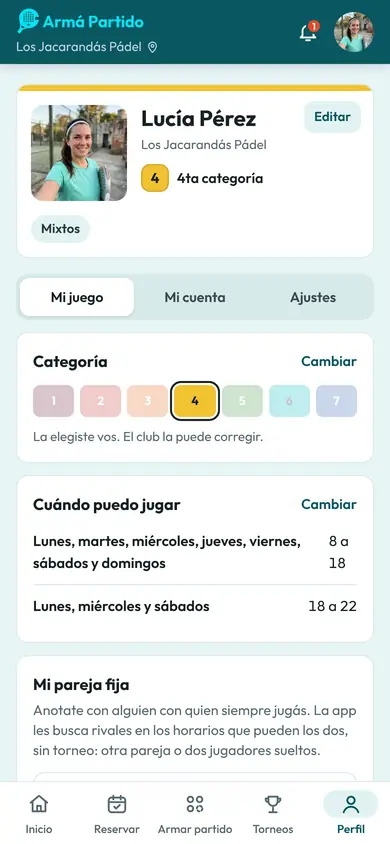 Armá Partido
Los Jacarandás Pádel
1
Lucía Pérez
Editar
Los Jacarandás Pádel
4 4ta categoría
Mixtos
Mi juego Mi cuenta Ajustes
Categoría Cambiar
1 2 3 4 5 6 7
La elegiste vos. El club la puede corregir.
Cuándo puedo jugar Cambiar
Lunes, martes, miércoles, jueves, viernes, 8 a
sábados y domingos 18
Lunes, miércoles y sábados 18 a 22
Mi pareja fija
Anotate con alguien con quien siempre jugás. La app
les busca rivales en los horarios que pueden los dos,
sin torneo: otra pareja o dos jugadores sueltos.
Inicio Reservar Armar partido Torneos Perfil